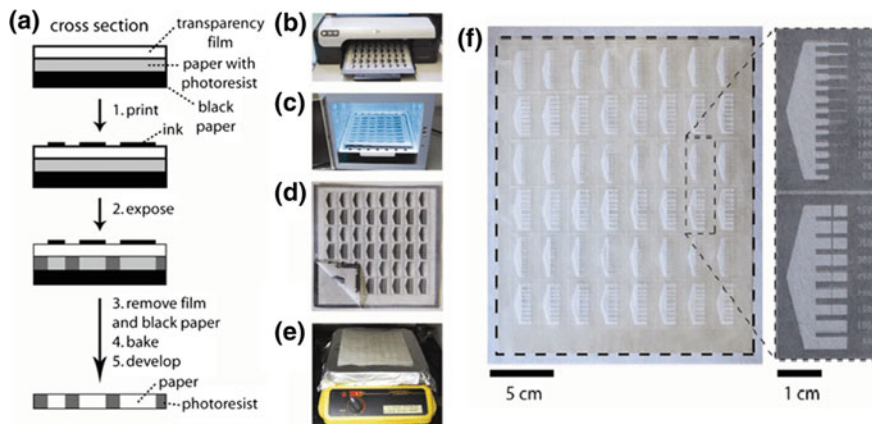 (a)
cross section
transparency
film
paper with
photoresist
black
paper
1. print
ink
2. expose
3. remove film
and black paper
4. bake
5. develop
paper
photoresist
(b)
(c)
(d)
(e)
(f)
5 cm
1 cm